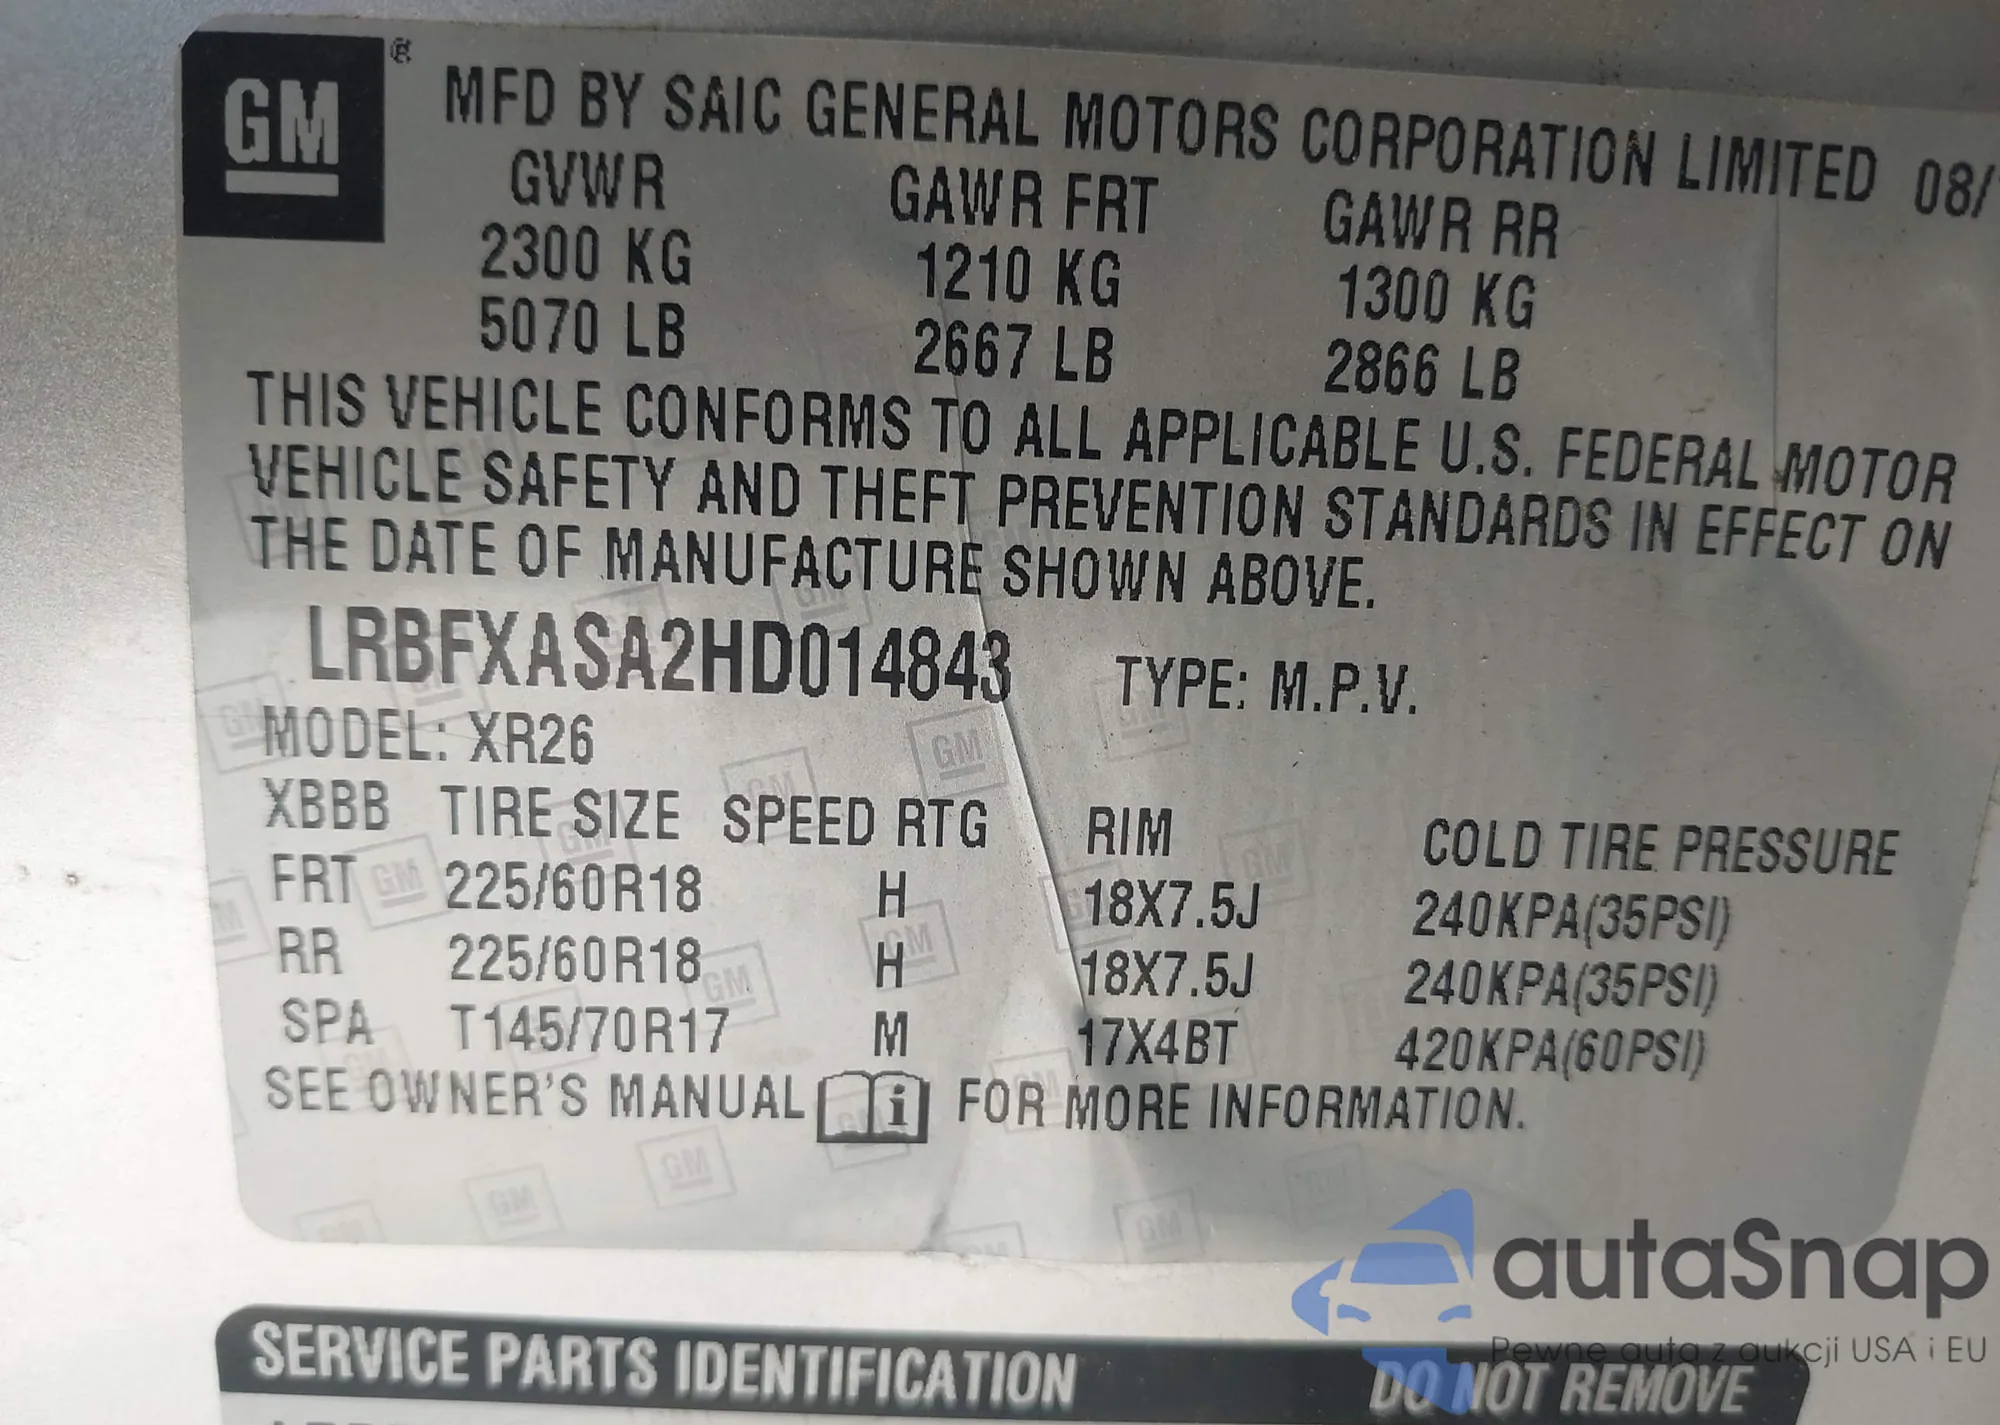 GM ®
MFD BY SAIC GENERAL MOTORS CORPORATION LIMITED 08/
GVWR GAWR FRT GAWR RR
2300 KG 1210 KG 1300 KG
5070 LB 2667 LB 2866 LB
THIS VEHICLE CONFORMS TO ALL APPLICABLE U.S. FEDERAL MOTOR
VEHICLE SAFETY AND THEFT PREVENTION STANDARDS IN EFFECT ON
THE DATE OF MANUFACTURE SHOWN ABOVE.
LRBFXASA2HD014843 TYPE: M.P.V.
MODEL: XR26
XBBB TIRE SIZE SPEED RTG RIM COLD TIRE PRESSURE
FRT 225/60R18 H 18X7.5J 240KPA(35PSI)
RR 225/60R18 H 18X7.5J 240KPA(35PSI)
SPA T145/70R17 M 17X4BT 420KPA(60PSI)
SEE OWNER'S MANUAL i FOR MORE INFORMATION.
autaSnap
Pewne auta z aukcji USA i EU
SERVICE PARTS IDENTIFICATION DO NOT REMOVE